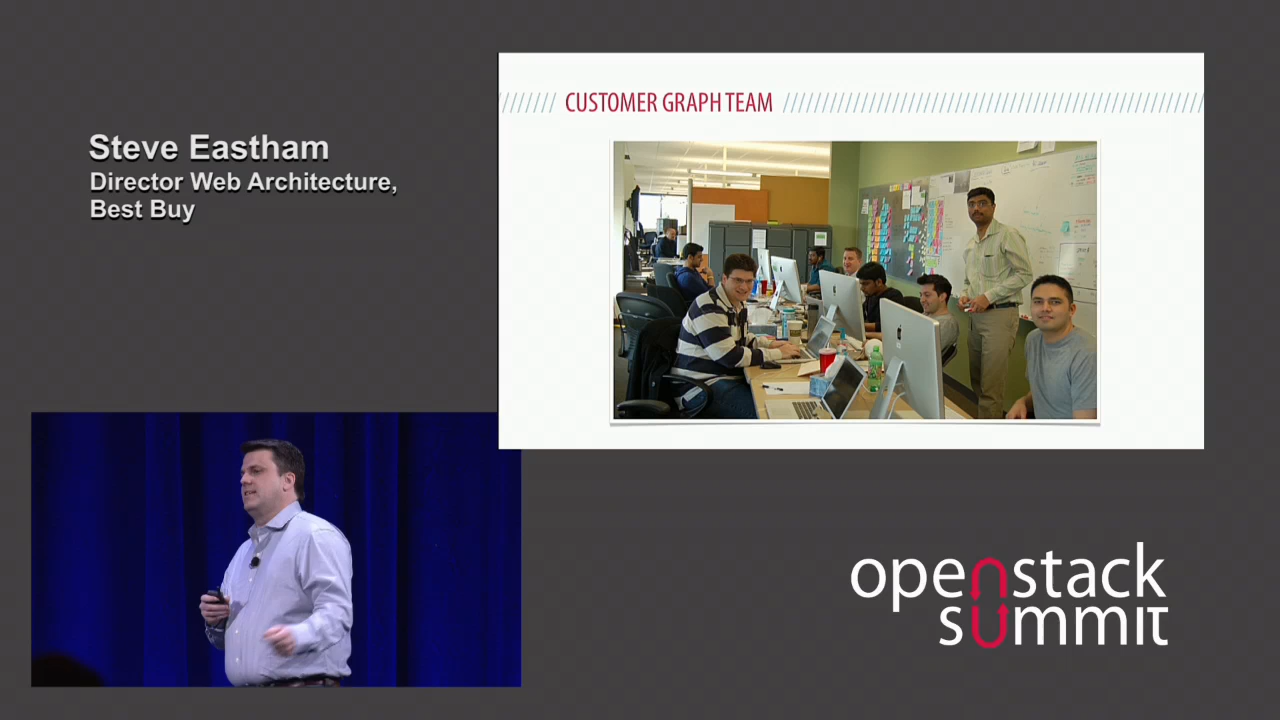 Steve Eastham
Director Web Architecture,
Best Buy
CUSTOMER GRAPH TEAM
openstack
summit